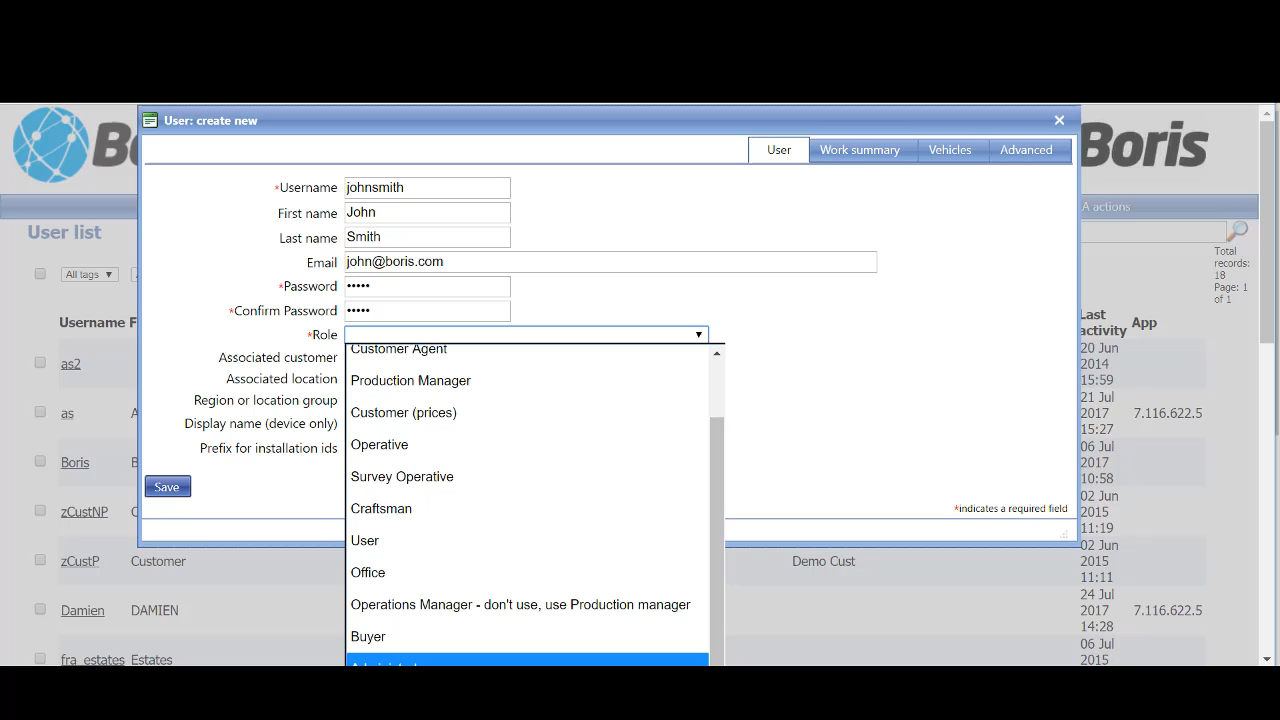 User: create new
User
Work summary
Vehicles
Advanced
Boris
A actions
User list
*Username johnsmith
First name John
Last name Smith
Email john@boris.com
*Password •••••
*Confirm Password •••••
*Role
Associated customer
Associated location
Region or location group
Display name (device only)
Prefix for installation ids
Save
*indicates a required field
Customer Agent
Production Manager
Customer (prices)
Operative
Survey Operative
Craftsman
User
Office
Operations Manager - don't use, use Production manager
Buyer
All tags
Total
records:
18
Page: 1
of 1
Username F
Last
activity
App
as2
20 Jun
2014
15:59
as
21 Jul
2017
15:27
7.116.622.5
Boris
06 Jul
2017
10:58
zCustNP
02 Jun
2015
11:19
zCustP Customer
Demo Cust
02 Jun
2015
11:11
Damien DAMIEN
24 Jul
2017
14:28
7.116.622.5
fra_estates Estates
06 Jul
2015